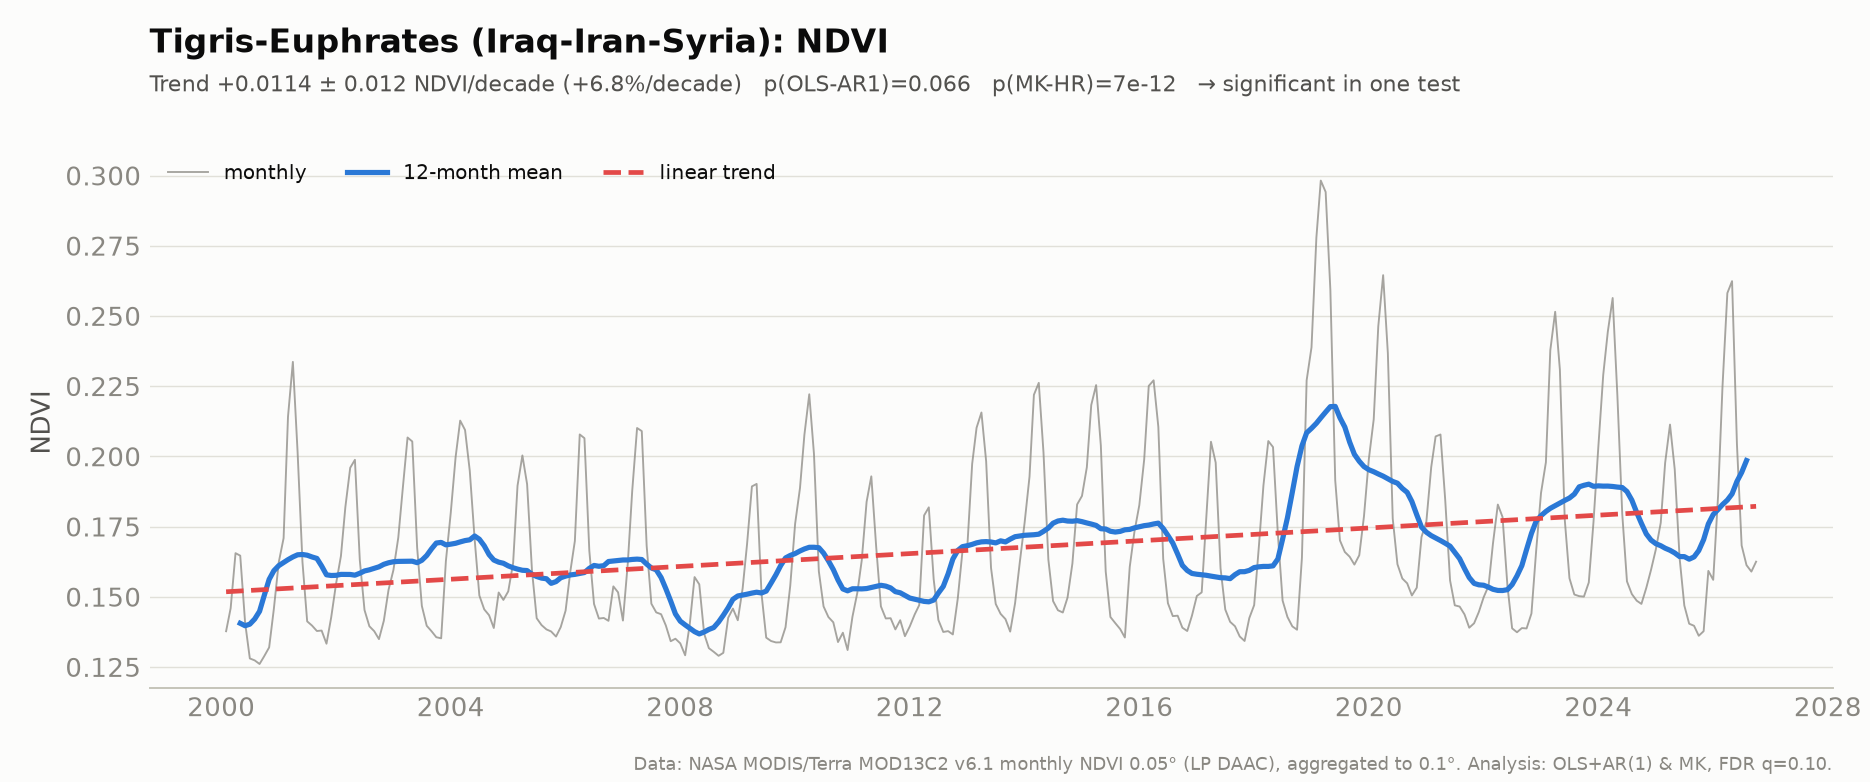 Tigris-Euphrates (Iraq-Iran-Syria): NDVI
Trend +0.0114 ± 0.012 NDVI/decade (+6.8%/decade)   p(OLS-AR1)=0.066   p(MK-HR)=7e-12   → significant in one test
monthly   12-month mean   linear trend
0.300
0.275
0.250
0.225
0.200
0.175
0.150
0.125
NDVI
2000   2004   2008   2012   2016   2020   2024   2028
Data: NASA MODIS/Terra MOD13C2 v6.1 monthly NDVI 0.05° (LP DAAC), aggregated to 0.1°. Analysis: OLS+AR(1) & MK, FDR q=0.10.